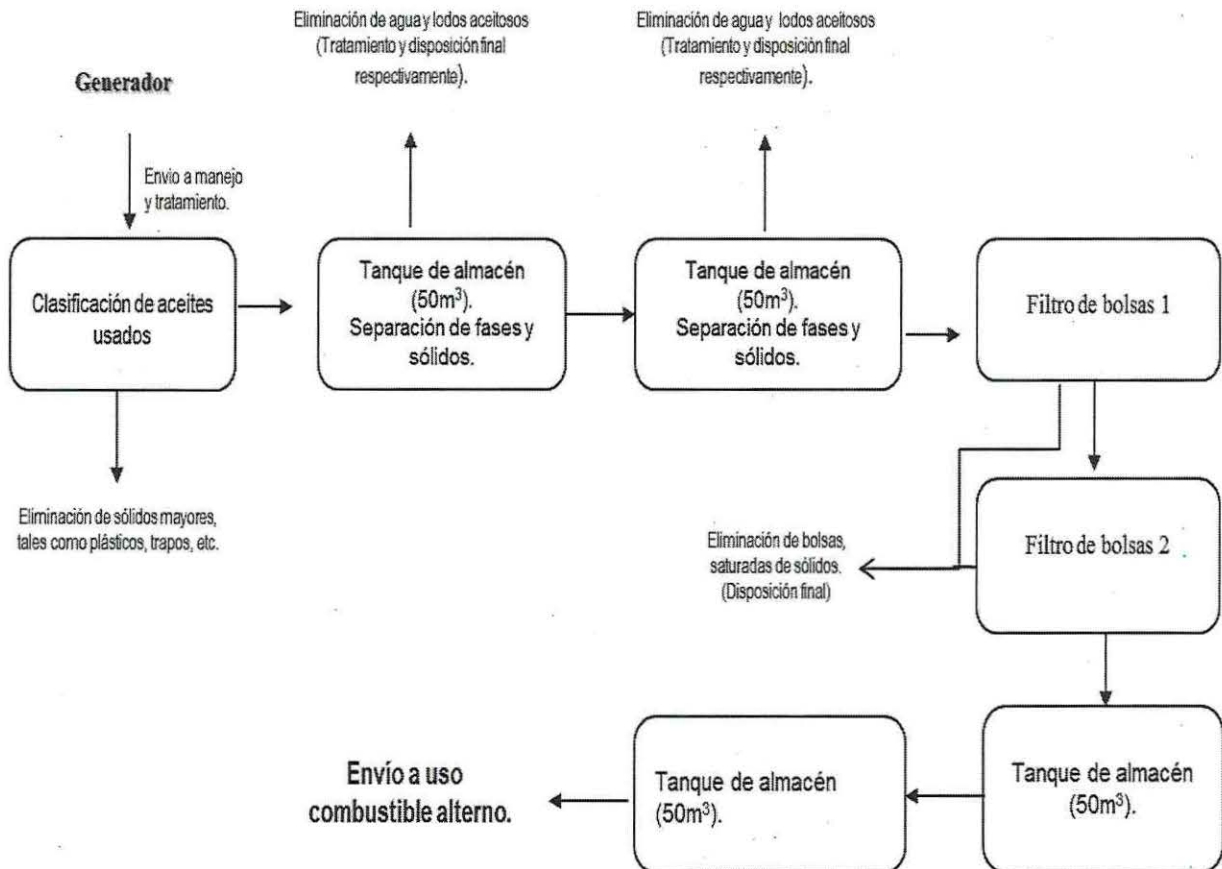 Eliminación de agua y lodos aceitosos
(Tratamiento y disposición final
respectivamente).
Eliminación de agua y lodos aceitosos
(Tratamiento y disposición final
respectivamente).
Generador
Envio a manejo
y tratamiento.
Clasificación de aceites
usados
Tanque de almacén
(50m³).
Separación de fases y
sólidos.
Tanque de almacén
(50m³).
Separación de fases y
sólidos.
Filtro de bolsas 1
Eliminación de sólidos mayores,
tales como plásticos, trapos, etc.
Eliminación de bolsas,
saturadas de sólidos.
(Disposición final)
Filtro de bolsas 2
Envío a uso
combustible alterno.
Tanque de almacén
(50m³).
Tanque de almacén
(50m³).